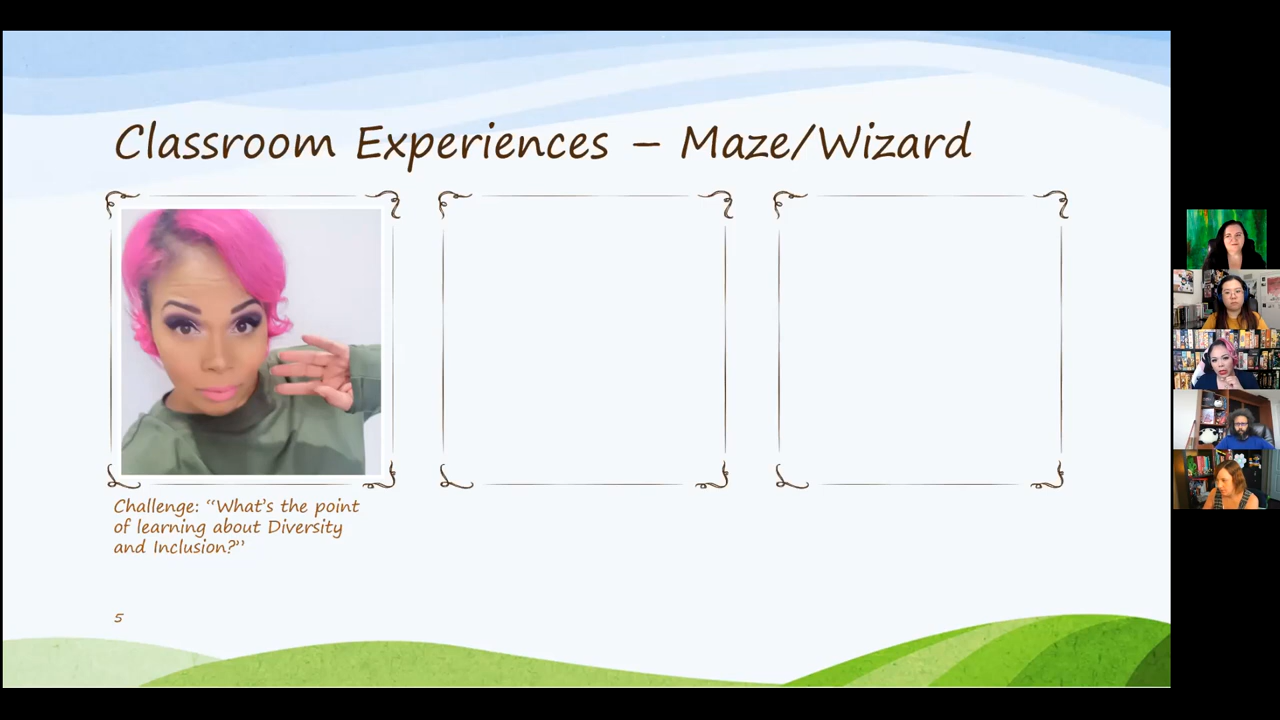 Classroom Experiences – Maze/Wizard
Challenge: “What’s the point
of learning about Diversity
and Inclusion?”
5